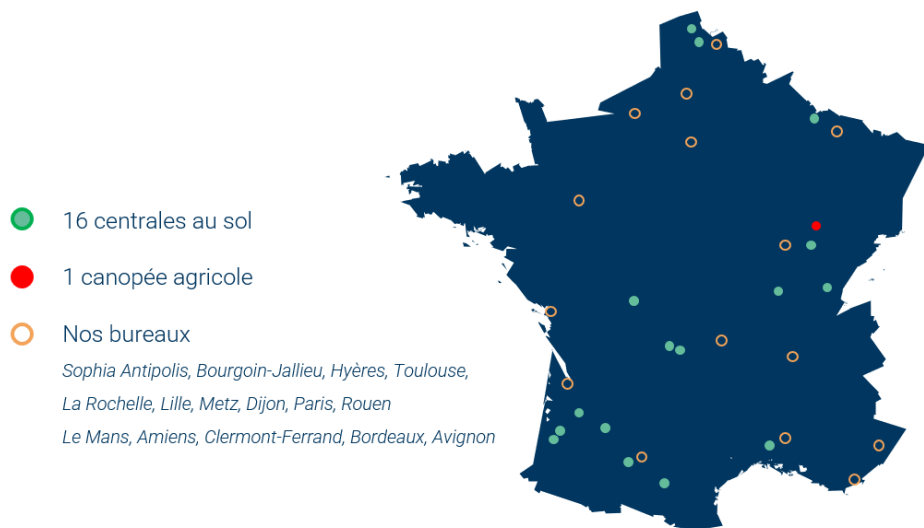 16 centrales au sol
1 canopée agricole
Nos bureaux
Sophia Antipolis, Bourgoin-Jallieu, Hyères, Toulouse,
La Rochelle, Lille, Metz, Dijon, Paris, Rouen
Le Mans, Amiens, Clermont-Ferrand, Bordeaux, Avignon